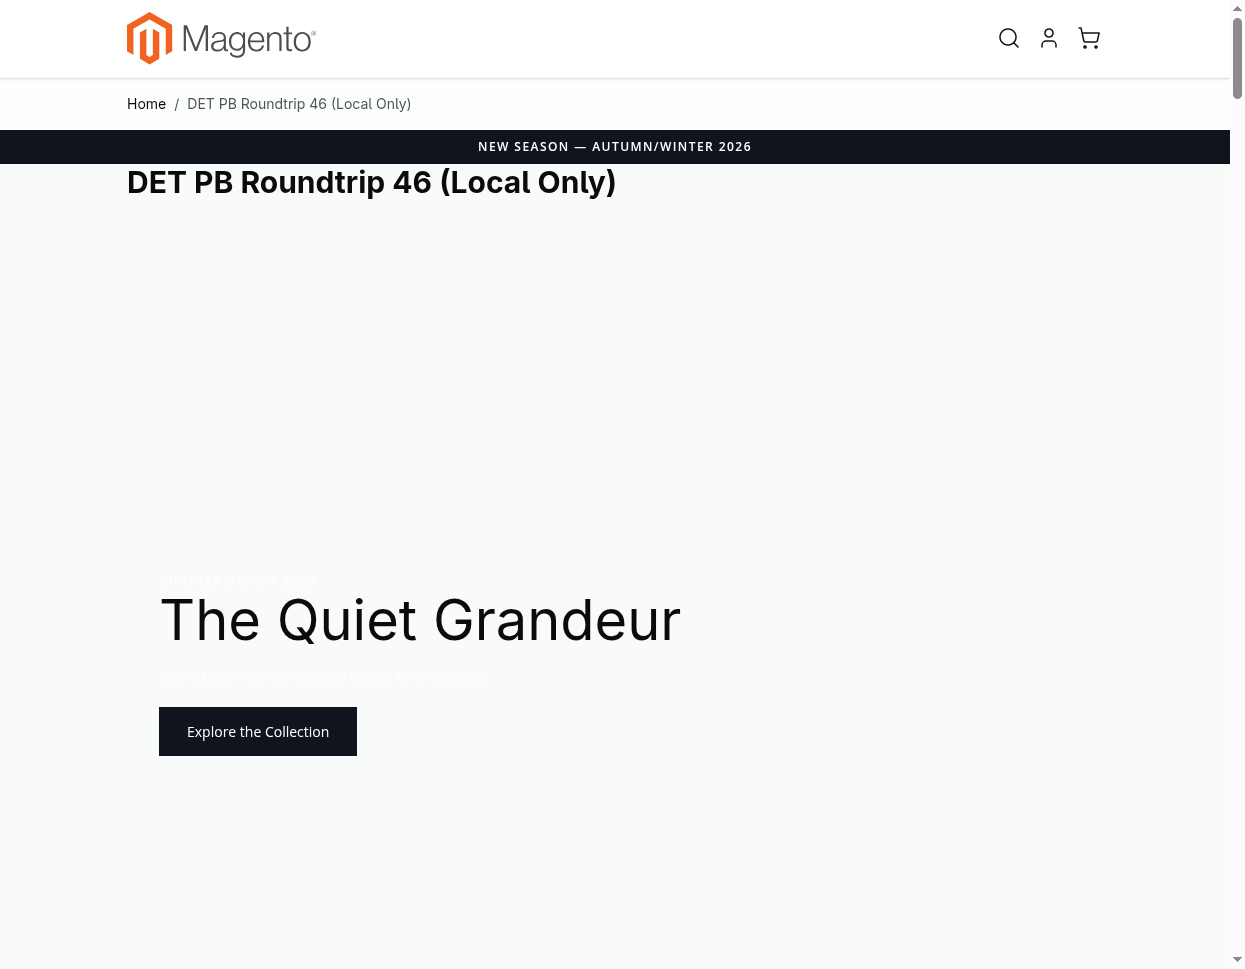 Magento®
Home / DET PB Roundtrip 46 (Local Only)
NEW SEASON — AUTUMN/WINTER 2026
DET PB Roundtrip 46 (Local Only)
The Quiet Grandeur
Explore the Collection